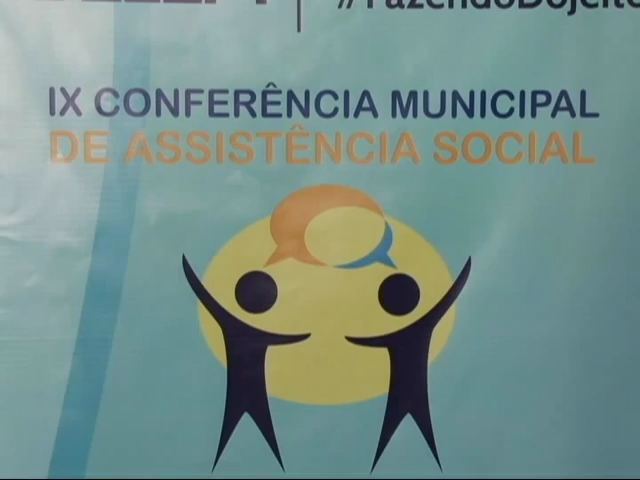 #FazendoDoJeito
IX CONFERÊNCIA MUNICIPAL
DE ASSISTÊNCIA SOCIAL